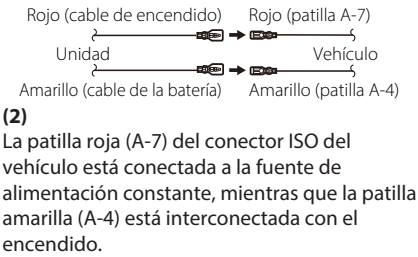 Rojo (cable de encendido) Rojo (patilla A-7)
Unidad Vehículo
Amarillo (cable de la batería) Amarillo (patilla A-4)
(2)
La patilla roja (A-7) del conector ISO del
vehículo está conectada a la fuente de
alimentación constante, mientras que la patilla
amarilla (A-4) está interconectada con el
encendido.